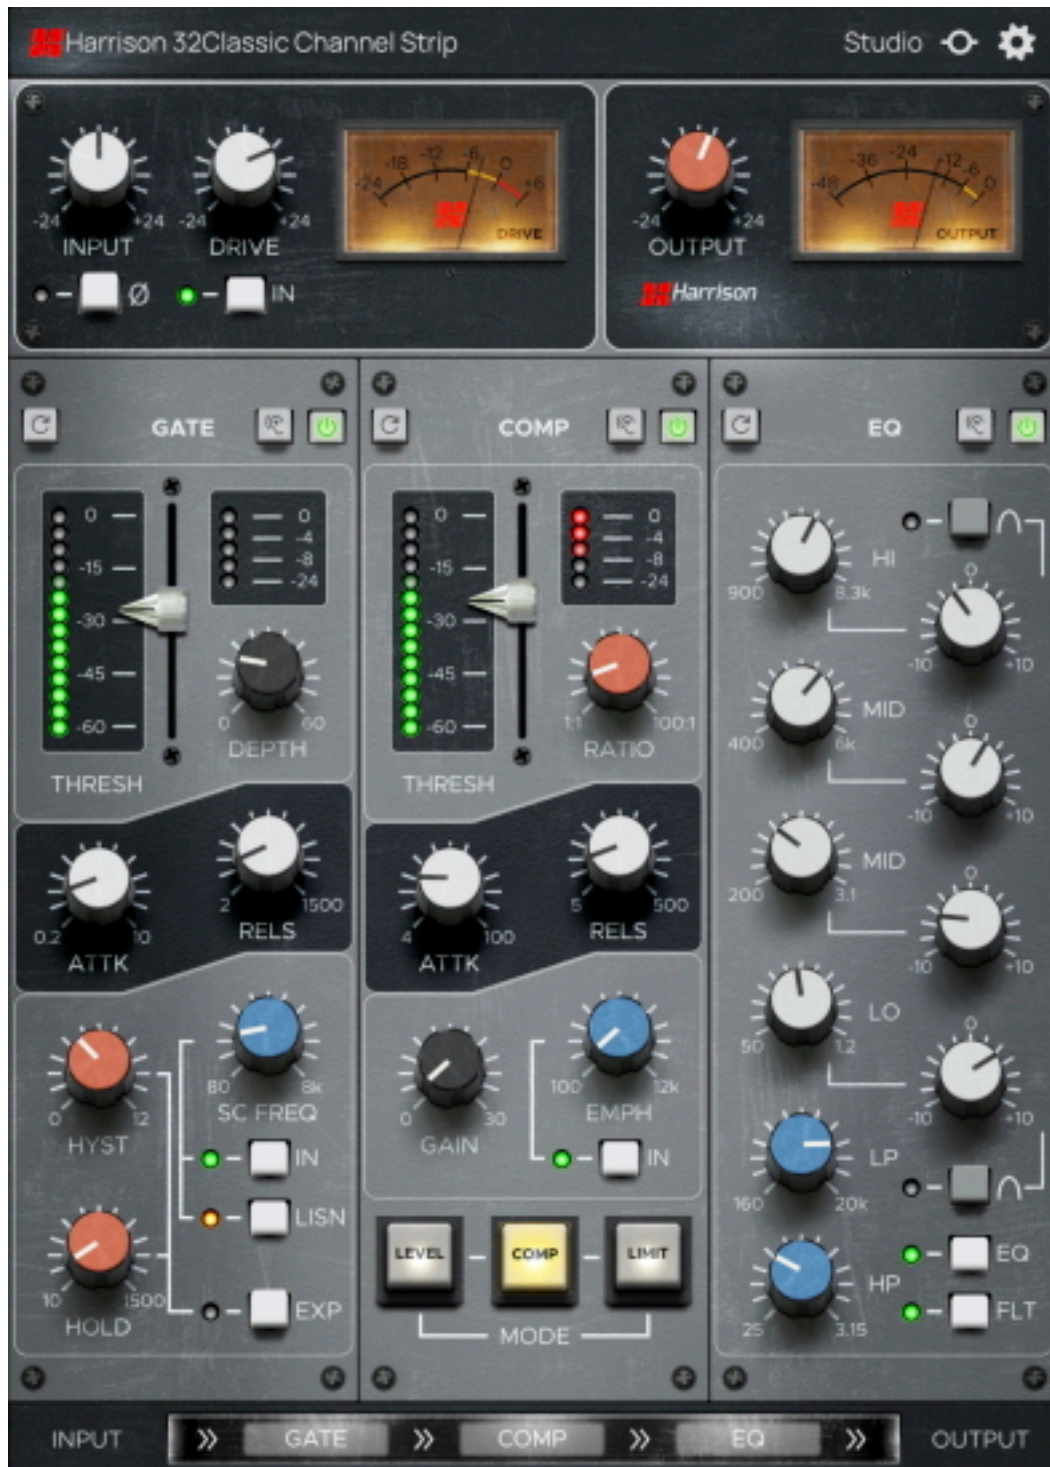 Harrison 32Classic Channel Strip
Studio
-24 +24
INPUT
Ø
-24 +24
DRIVE
IN
-24 -18 -12 -6 0 +6
DRIVE
-24 +24
OUTPUT
Harrison
-48 -36 -24 -12 -6 0
OUTPUT
GATE
0
-15
-30
-45
-60
THRESH
0
-4
-8
-24
0 60
DEPTH
0.2 10
ATTK
2 1500
RELS
0 12
HYST
80 8k
SC FREQ
IN
LISN
10 1500
HOLD
EXP
COMP
0
-15
-30
-45
-60
THRESH
0
-4
-8
-24
1:1 100:1
RATIO
4 100
ATTK
5 500
RELS
0 30
GAIN
100 12k
EMPH
IN
LEVEL COMP LIMIT
MODE
EQ
900 8.3k
HI
0
-10 +10
400 6k
MID
0
-10 +10
200 3.1
MID
0
-10 +10
50 1.2
LO
0
-10 +10
160 20k
LP
EQ
25 3.15
HP
FLT
INPUT » GATE » COMP » EQ » OUTPUT